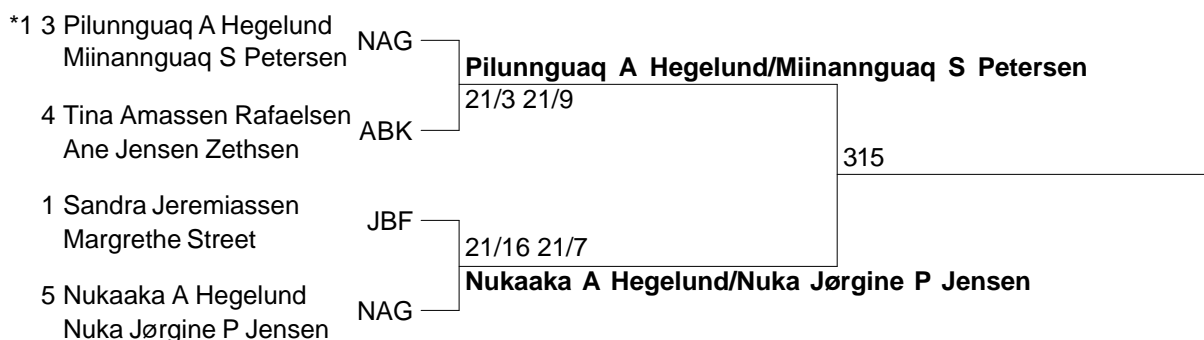 *1 3 Pilunnguaq A Hegelund
Miinannguaq S Petersen
NAG
Pilunnguaq A Hegelund/Miinannguaq S Petersen
21/3 21/9
4 Tina Amassen Rafaelsen
Ane Jensen Zethsen
ABK
315
1 Sandra Jeremiassen
Margrethe Street
JBF
21/16 21/7
Nukaaka A Hegelund/Nuka Jørgine P Jensen
5 Nukaaka A Hegelund
Nuka Jørgine P Jensen
NAG